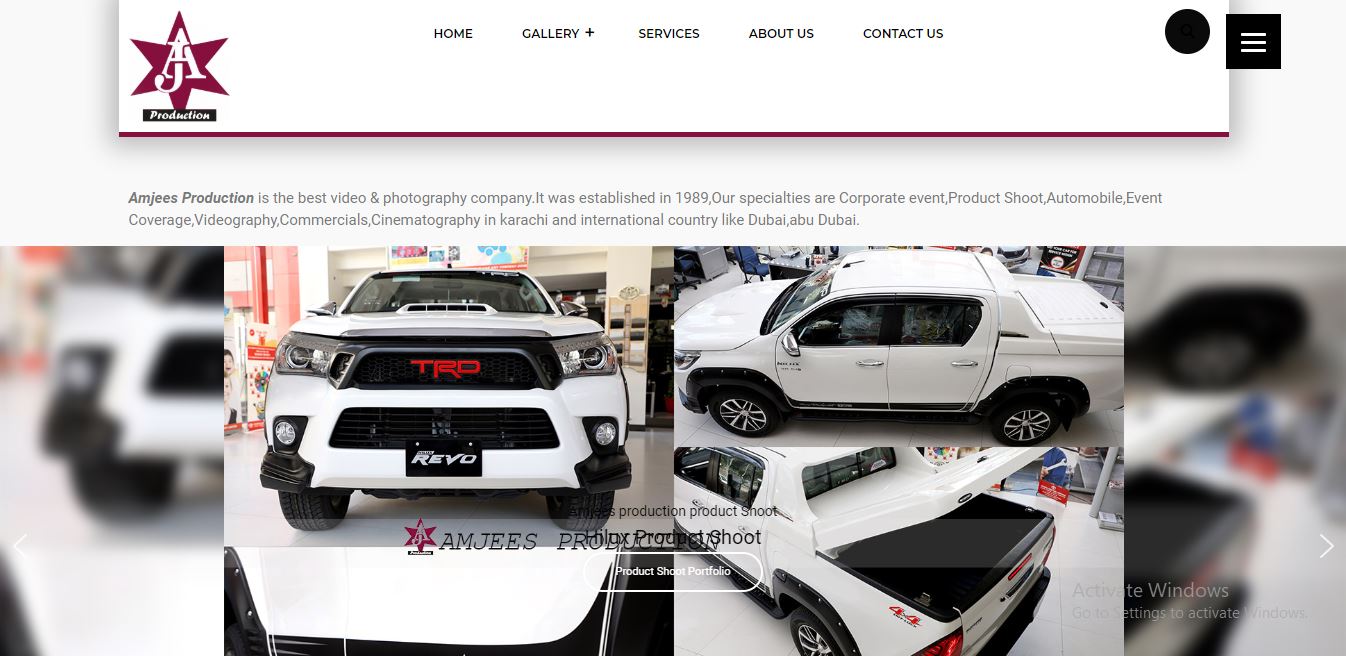 AJ
Production
HOME
GALLERY +
SERVICES
ABOUT US
CONTACT US
Amjees Production is the best video & photography company.It was established in 1989,Our specialties are Corporate event,Product Shoot,Automobile,Event
Coverage,Videography,Commercials,Cinematography in karachi and international country like Dubai,abu Dubai.
TRD
REVO
Amjees production product Shoot
Hilux Product Shoot
AMJEES PRODUCTION
Product Shoot Portfolio
4x4
Activate Windows
Go to Settings to activate Windows.